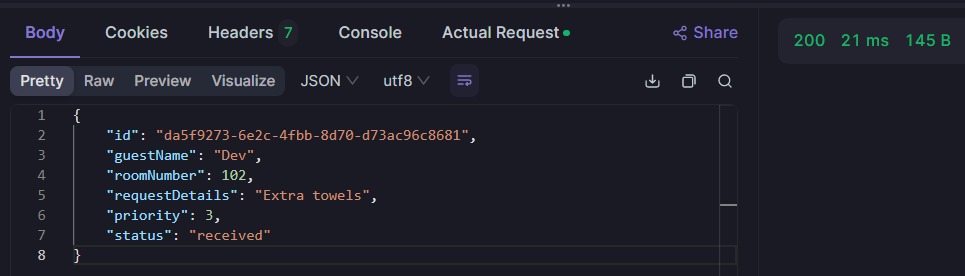 Body Cookies Headers 7 Console Actual Request Share 200 21 ms 145 B
Pretty Raw Preview Visualize JSON utf8
1 {
2 "id": "da5f9273-6e2c-4fbb-8d70-d73ac96c8681",
3 "guestName": "Dev",
4 "roomNumber": 102,
5 "requestDetails": "Extra towels",
6 "priority": 3,
7 "status": "received"
8 }